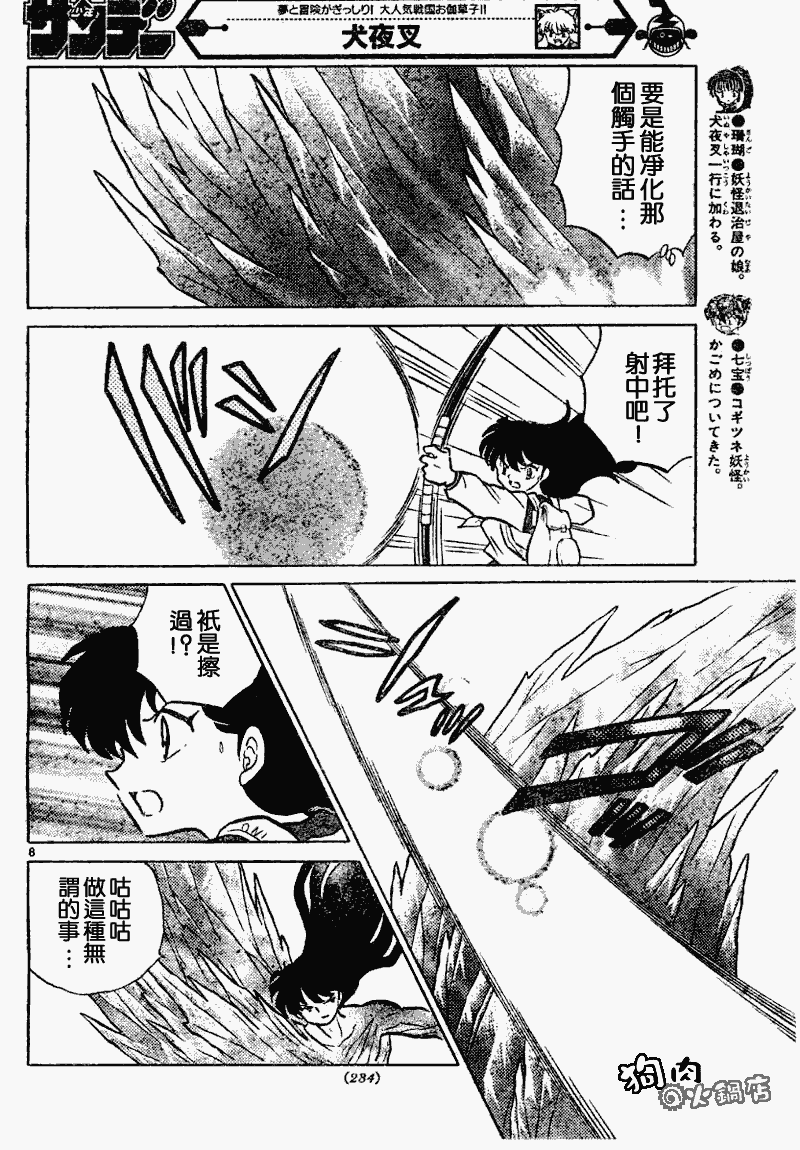 サンデー
夢と冒険がぎっしり! 大人気戦国お伽草子!!
犬夜叉
要是能凈化那
個觸手的話…
珊瑚
妖怪退治屋の娘。
犬夜叉一行に加わる。
拜托了
射中吧!
七宝
コギツネ妖怪。
かごめについてきた。
衹是擦
過!?
8
咕咕咕
做這種無
謂的事…
(234)
狗肉
火鍋店